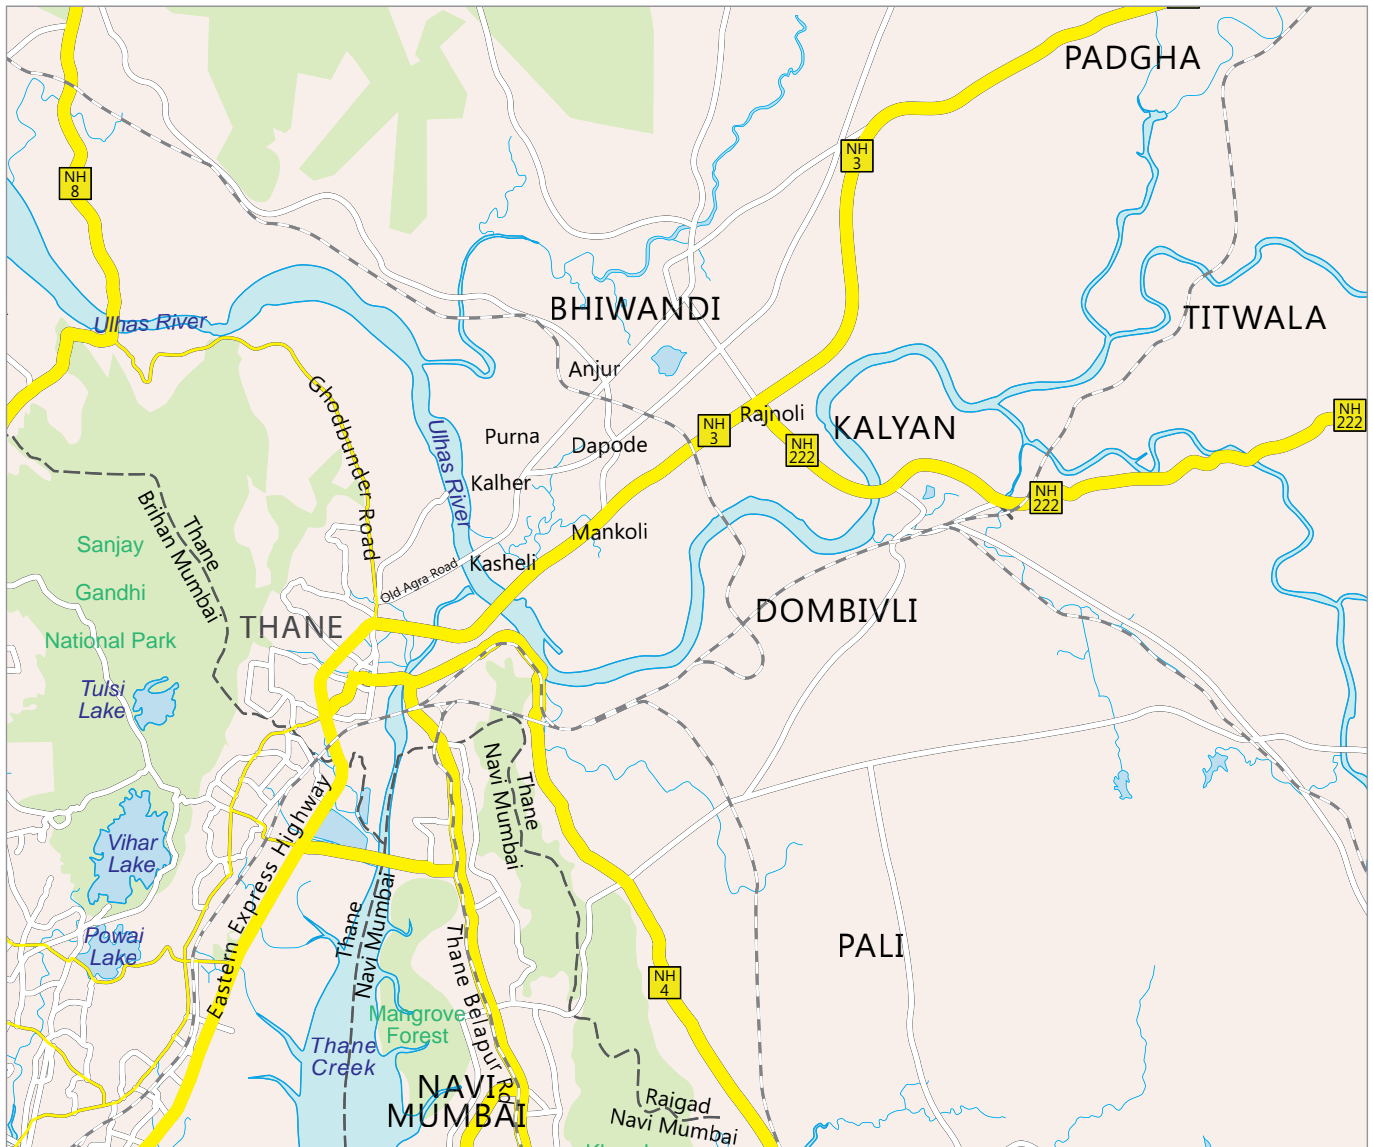 PADGHA
NH
3
NH
8
BHIWANDI
TITWALA
Ulhas River
Anjur
Ghodbunder Road
Rajnoli
NH
3
KALYAN
NH
222
NH
222
Ulhas River
Purna
Dapode
Kalher
NH
222
Mankoli
Kasheli
Old Agra Road
Thane
Brihan Mumbai
Sanjay
Gandhi
National Park
THANE
DOMBIVLI
Tulsi
Lake
Thane
Navi Mumbai
Vihar
Lake
Eastern Express Highway
Powai
Lake
Thane
Navi Mumbai
Thane Belapur Rd
PALI
NH
4
Mangrove
Forest
Thane
Creek
NAVI
MUMBAI
Raigad
Navi Mumbai